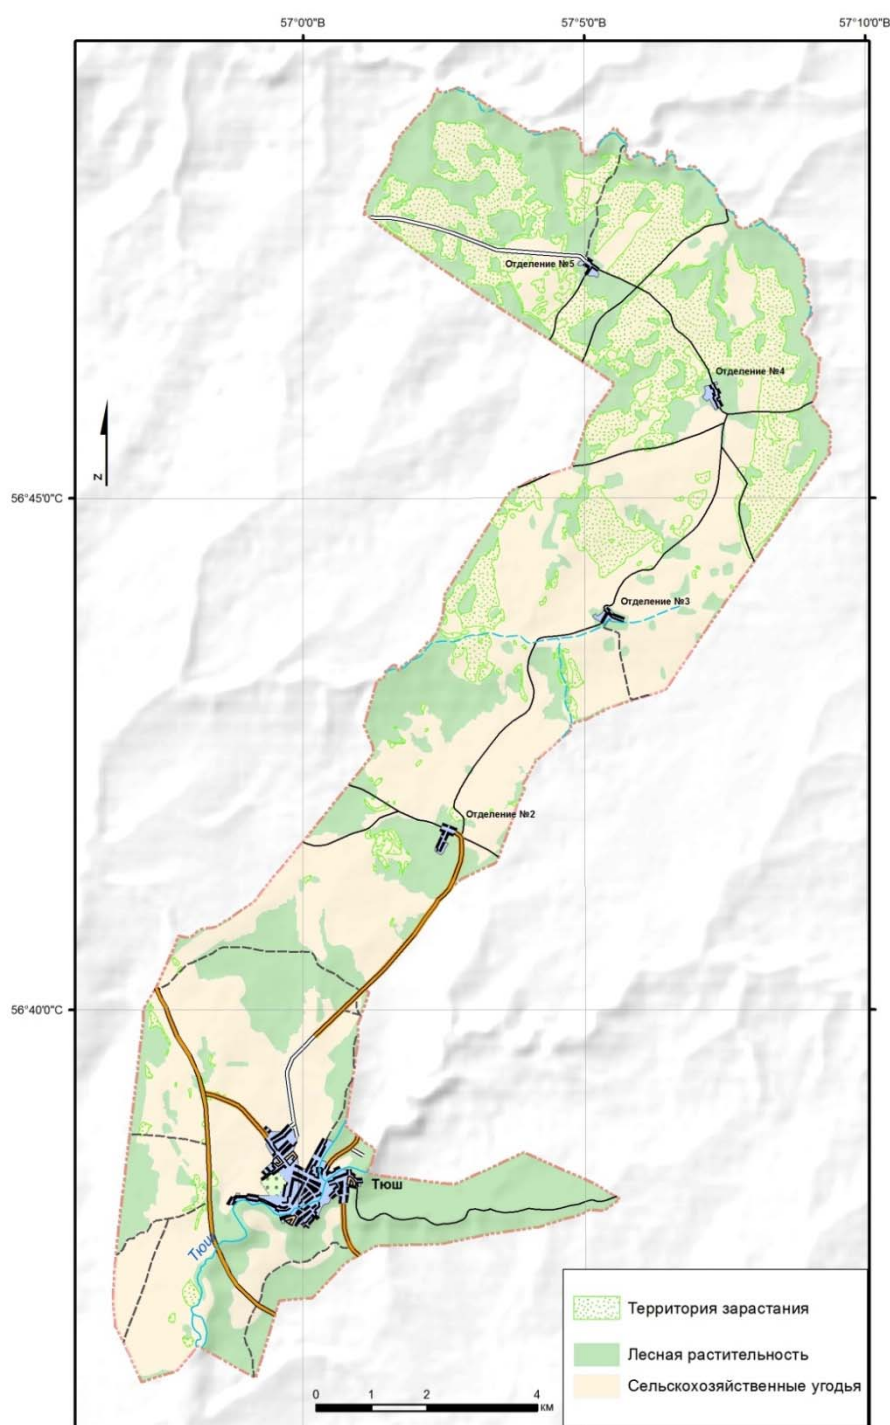 57°0'0"В
57°5'0"В
57°10'0"В
Отделение №5
Отделение №4
N
56°45'0"С
Отделение №3
Отделение №2
56°40'0"С
Тюш
Тюш
Территория зарастания
Лесная растительность
Сельскохозяйственные угодья
0 1 2 4
км